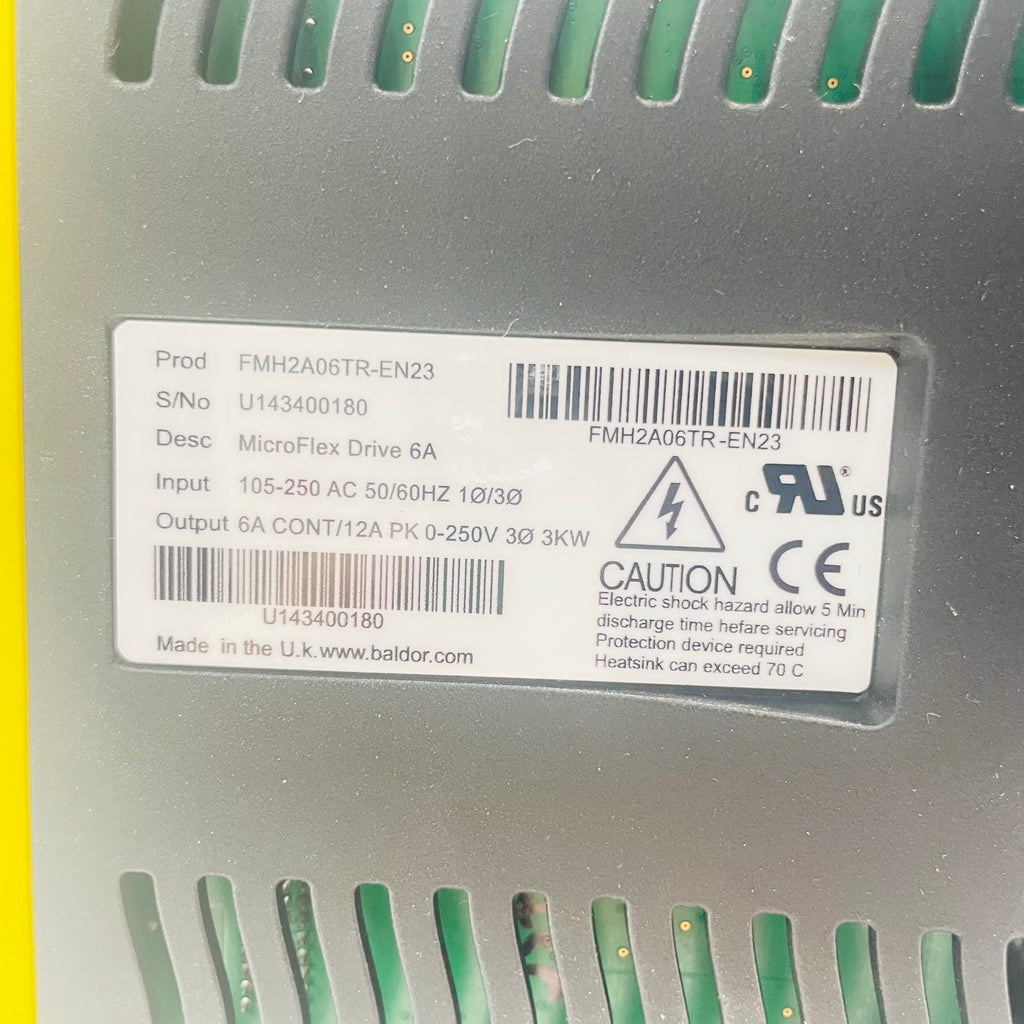 Prod FMH2A06TR-EN23
S/No U143400180
Desc MicroFlex Drive 6A
Input 105-250 AC 50/60HZ 1Ø/3Ø
Output 6A CONT/12A PK 0-250V 3Ø 3KW
U143400180
Made in the U.k.www.baldor.com
FMH2A06TR-EN23
c RU® US
CAUTION CE
Electric shock hazard allow 5 Min
discharge time hefare servicing
Protection device required
Heatsink can exceed 70 C